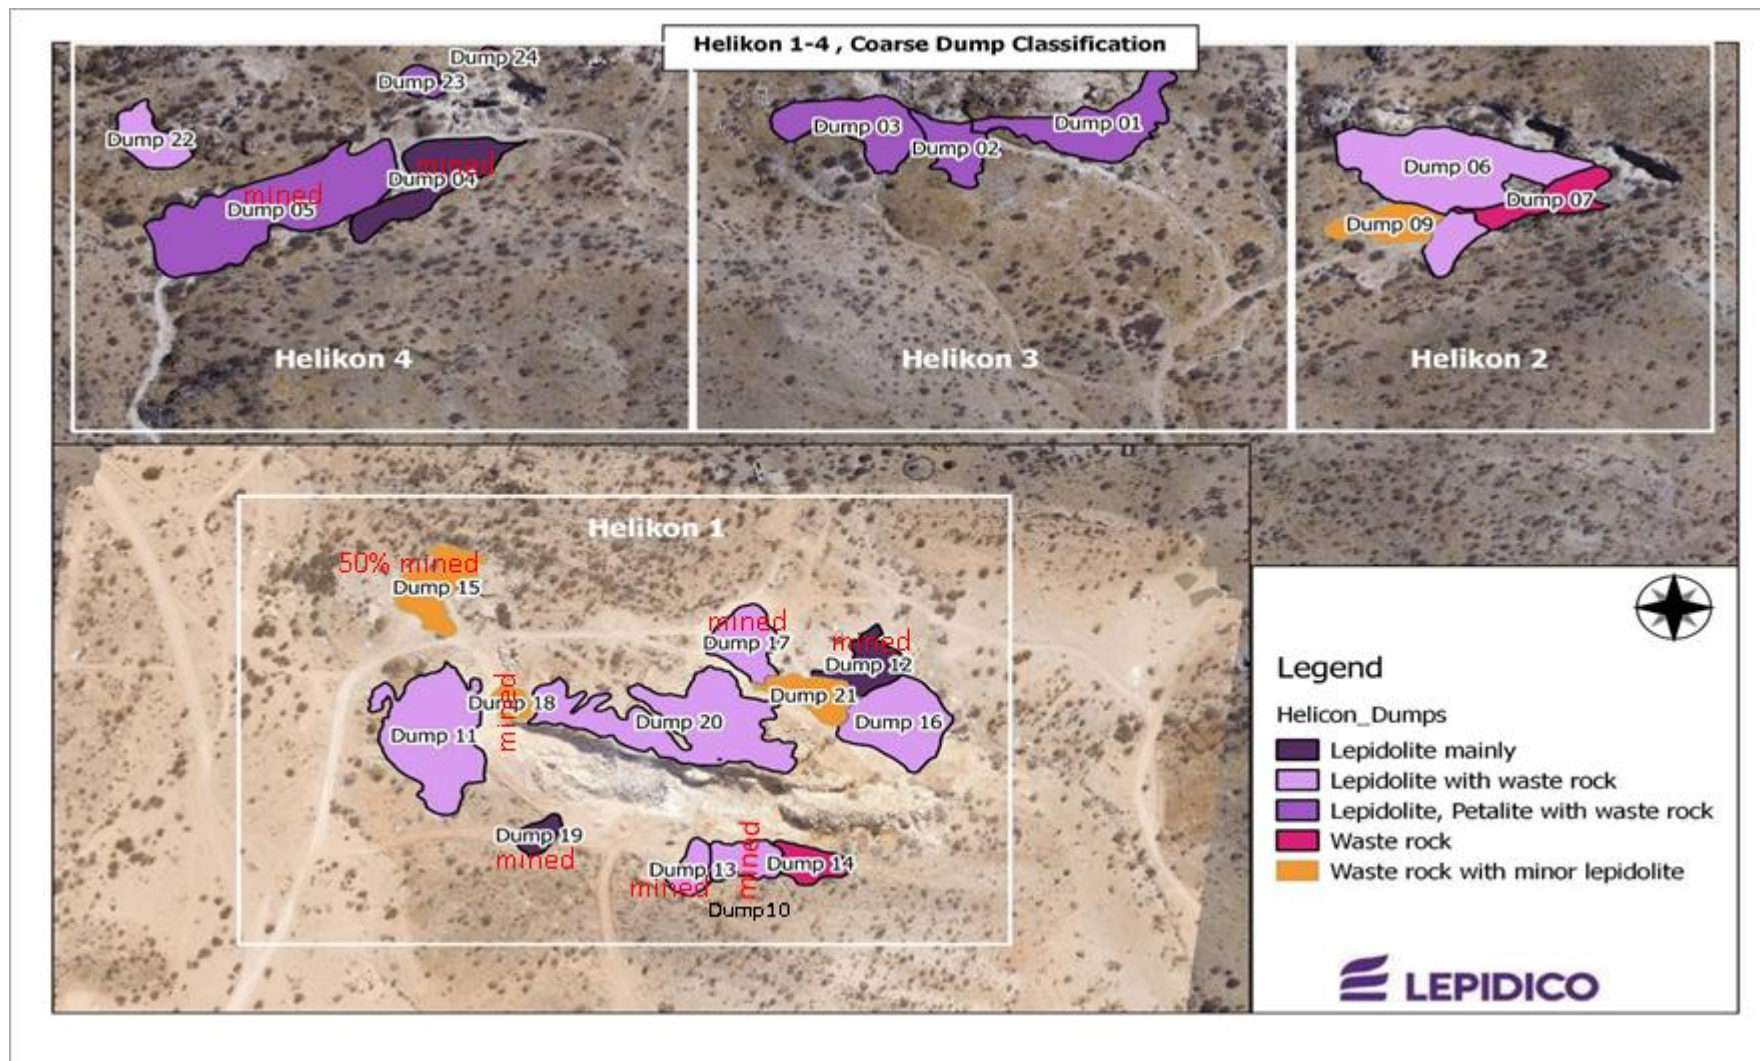 Helikon 1-4 , Coarse Dump Classification
Dump 24
Dump 23
Dump 22
mined
Dump 04
mined
Dump 05
Helikon 4
Dump 03
Dump 01
Dump 02
Helikon 3
Dump 06
Dump 07
Dump 09
Helikon 2
Helikon 1
50% mined
Dump 15
mined
Dump 17
mined
Dump 12
mined
Dump 18
Dump 21
Dump 20
Dump 16
Dump 11
Dump 19
mined
Dump 13
mined
mined
Dump 14
Dump10
Legend
Helicon_Dumps
Lepidolite mainly
Lepidolite with waste rock
Lepidolite, Petalite with waste rock
Waste rock
Waste rock with minor lepidolite
LEPIDICO